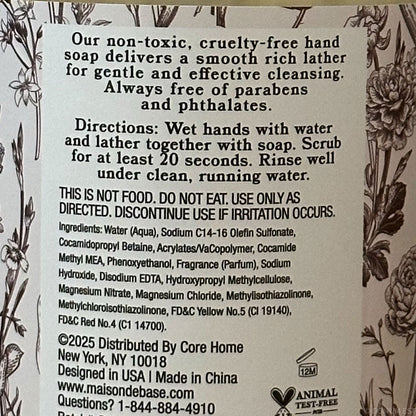 Our non-toxic, cruelty-free hand
soap delivers a smooth rich lather
for gentle and effective cleansing.
Always free of parabens
and phthalates.
Directions: Wet hands with water
and lather together with soap. Scrub
for at least 20 seconds. Rinse well
under clean, running water.
THIS IS NOT FOOD. DO NOT EAT. USE ONLY AS
DIRECTED. DISCONTINUE USE IF IRRITATION OCCURS.
Ingredients: Water (Aqua), Sodium C14-16 Olefin Sulfonate,
Cocamidopropyl Betaine, Acrylates/VaCopolymer, Cocamide
Methyl MEA, Phenoxyethanol, Fragrance (Parfum), Sodium
Hydroxide, Disodium EDTA, Hydroxypropyl Methylcellulose,
Magnesium Nitrate, Magnesium Chloride, Methylisothiazolinone,
Methylchloroisothiazolinone, FD&C Yellow No.5 (CI 19140),
FD&C Red No.4 (CI 14700).
©2025 Distributed By Core Home
New York, NY 10018
Designed in USA | Made in China
www.maisondebase.com
Questions? 1-844-884-4910
12M
ANIMAL
TEST-FREE